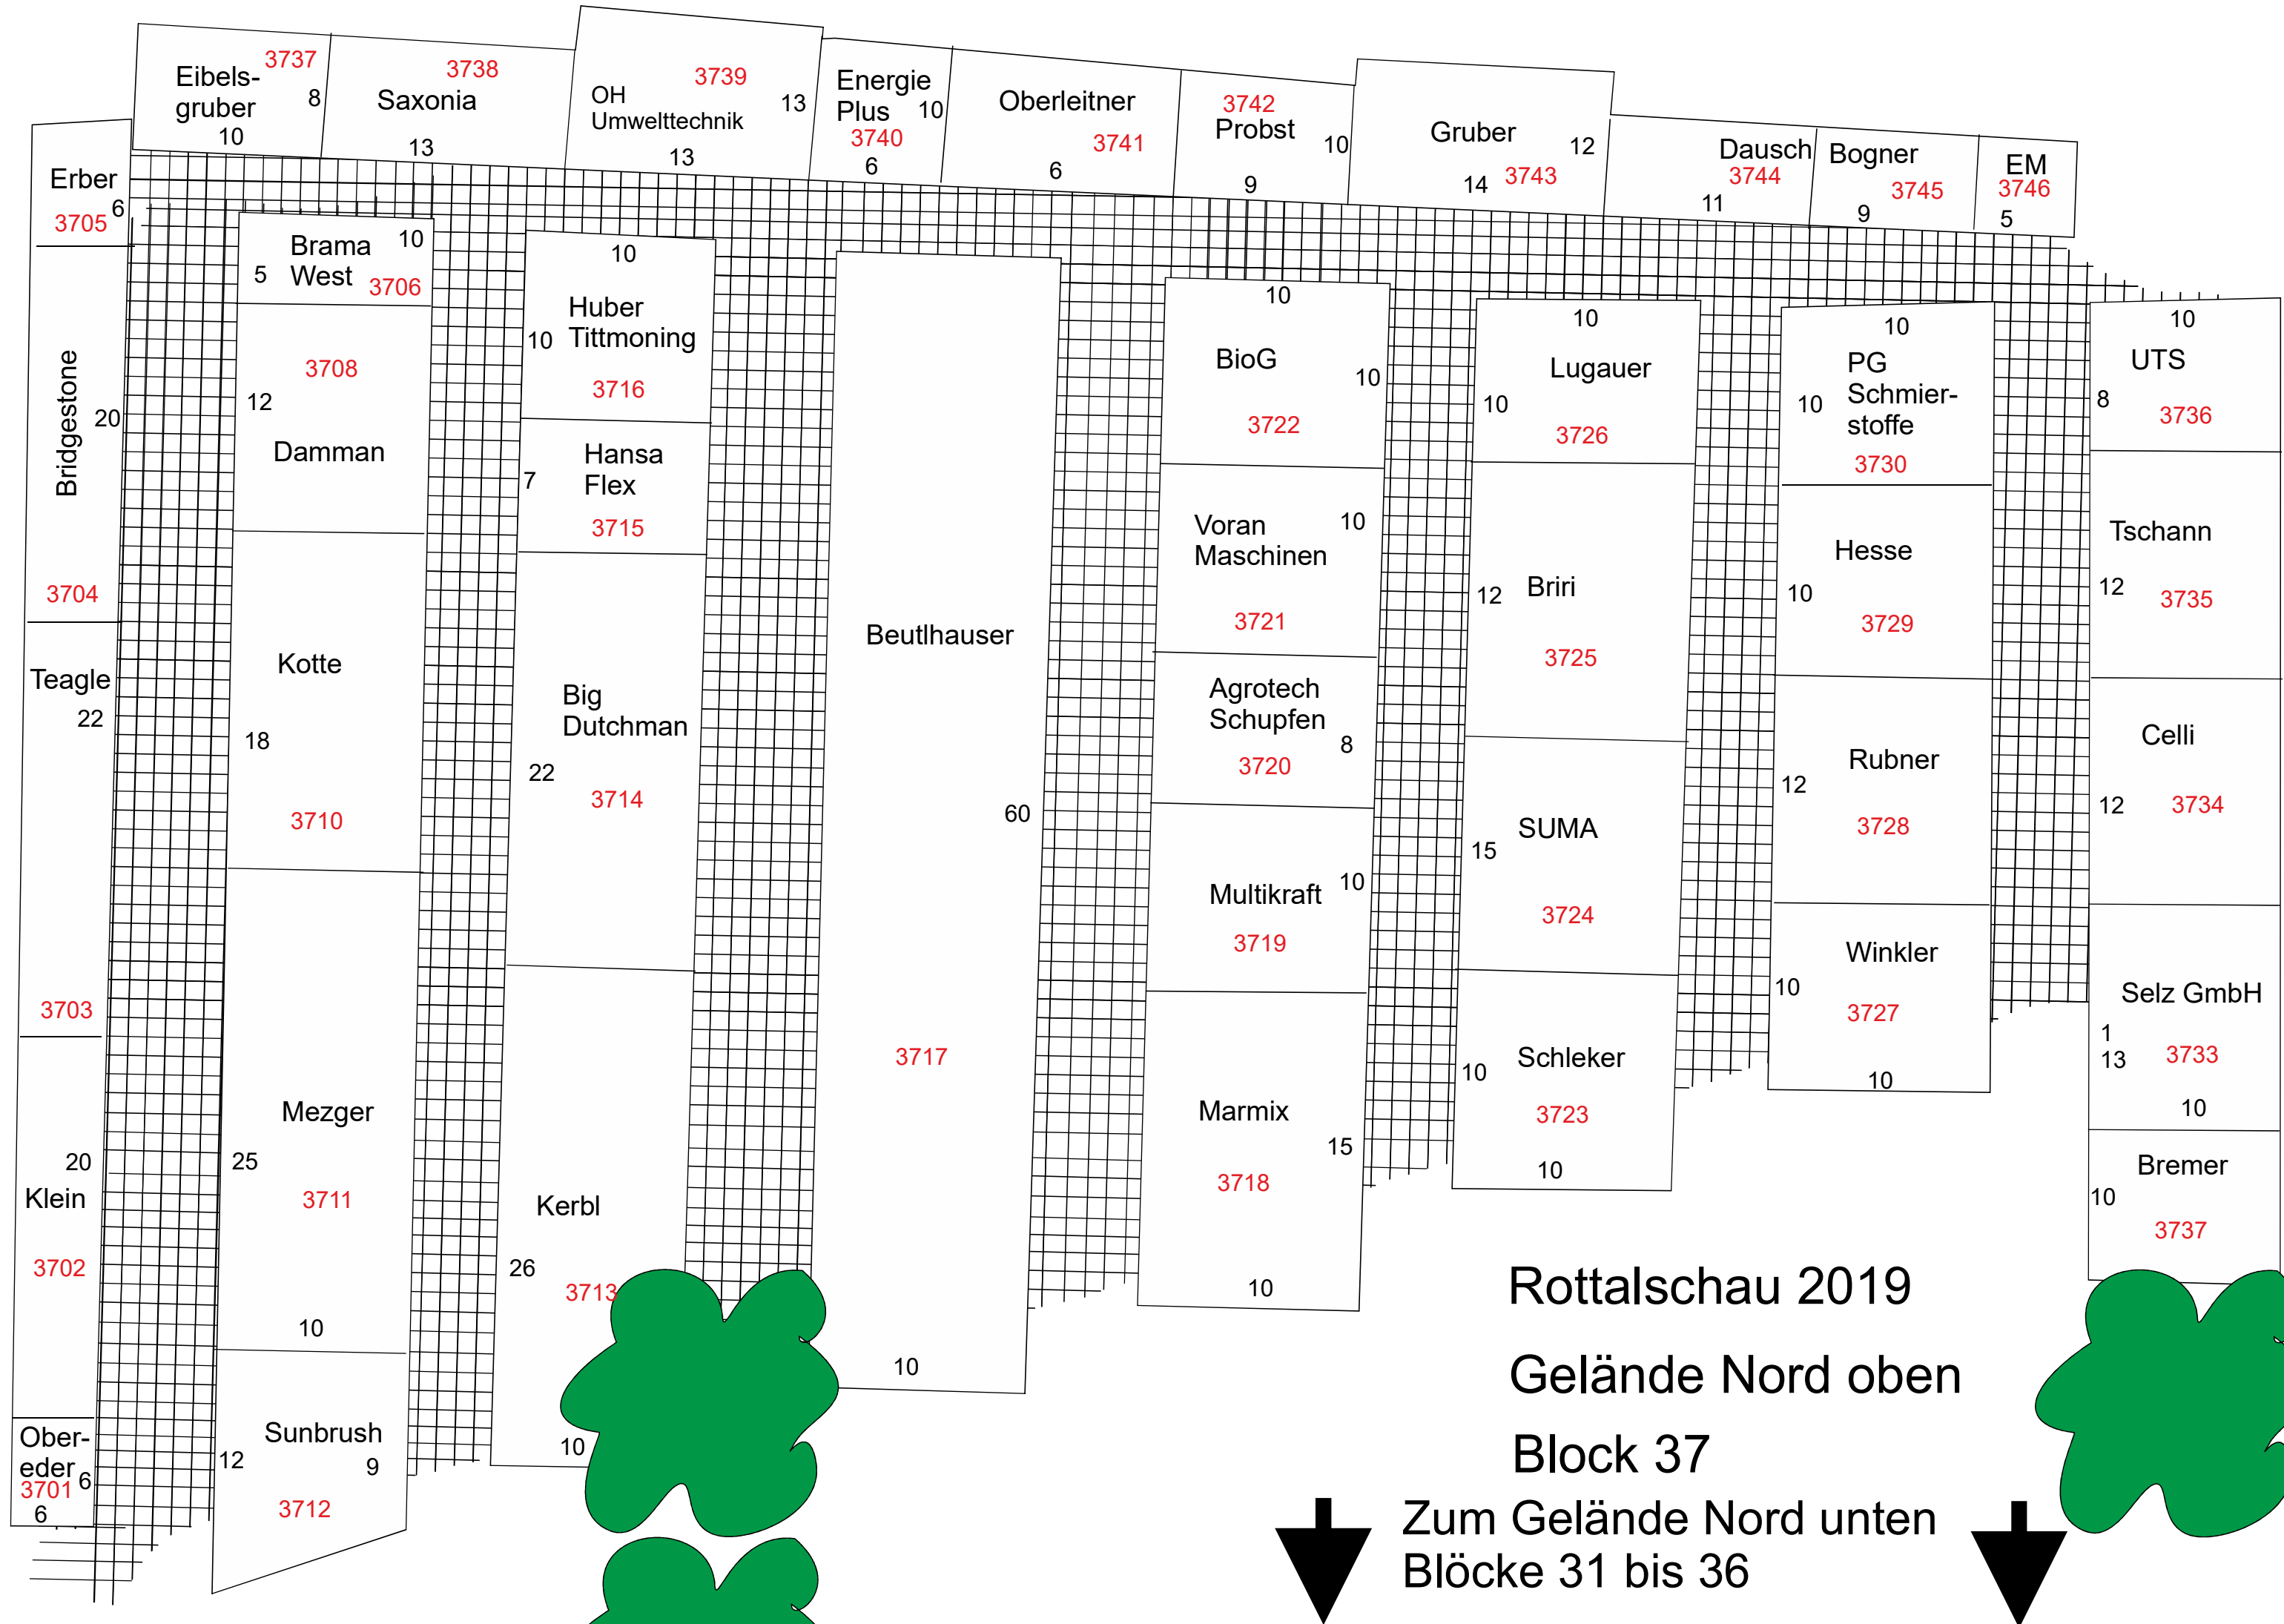 Eibels-
gruber
3737
8
10
3738
Saxonia
13
3739
OH
Umwelttechnik
13
13
Energie
Plus
10
3740
6
Oberleitner
3741
6
3742
Probst
10
9
Gruber
12
14
3743
Dausch
3744
11
Bogner
3745
9
EM
3746
5
Erber
3705
6
Bridgestone
20
3704
Teagle
22
3703
20
Klein
3702
Ober-
eder
3701
6
6
Brama
West
10
5
3706
3708
12
Damman
Kotte
18
3710
Mezger
25
3711
10
Sunbrush
12
9
3712
10
Huber
Tittmoning
10
3716
Hansa
Flex
7
3715
Big
Dutchman
22
3714
Kerbl
26
3713
10
Beutlhauser
60
3717
10
10
BioG
10
3722
Voran
Maschinen
10
3721
Agrotech
Schupfen
8
3720
Multikraft
10
3719
Marmix
15
3718
10
10
Lugauer
10
3726
Briri
12
3725
SUMA
15
3724
Schleker
10
3723
10
10
PG
Schmier-
stoffe
10
3730
Hesse
10
3729
Rubner
12
3728
Winkler
10
3727
10
10
UTS
8
3736
Tschann
12
3735
Celli
12
3734
Selz GmbH
1
13
3733
10
Bremer
10
3737
Rottalschau 2019
Gelände Nord oben
Block 37
Zum Gelände Nord unten
Blöcke 31 bis 36